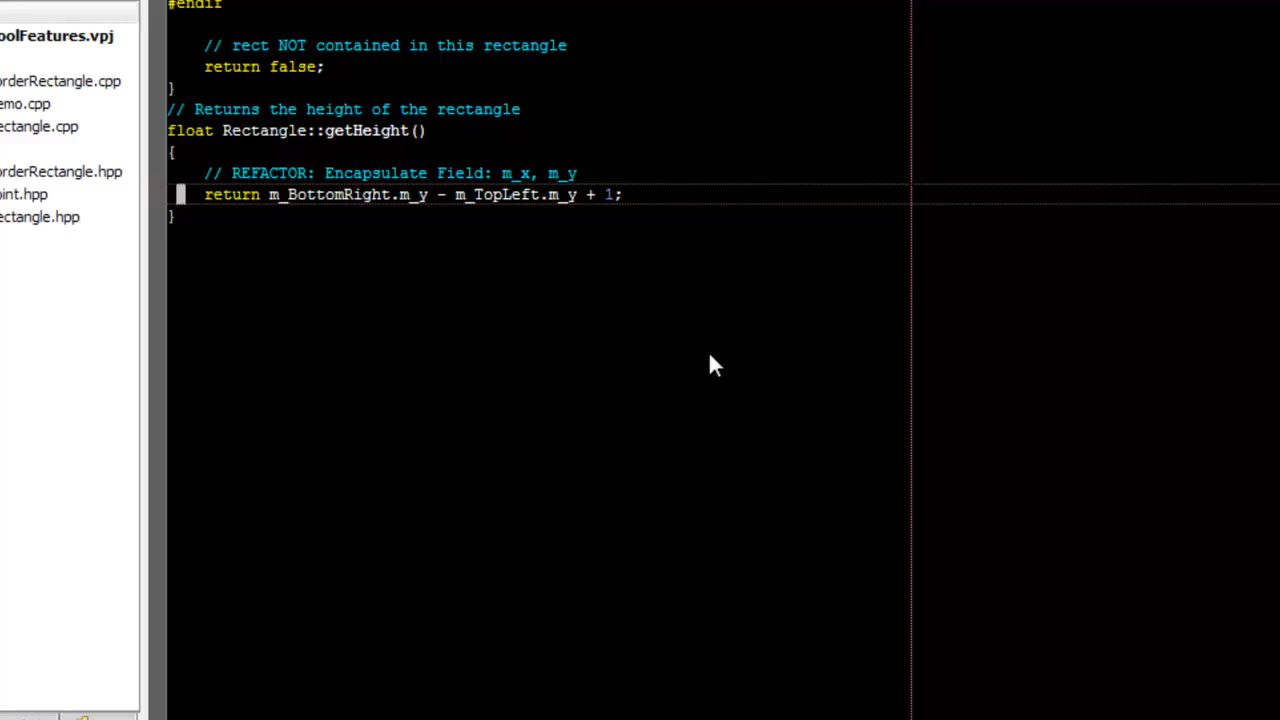 oolFeatures.vpj
orderRectangle.cpp
emo.cpp
ectangle.cpp
orderRectangle.hpp
oint.hpp
ectangle.hpp
#endif
// rect NOT contained in this rectangle
return false;
}
// Returns the height of the rectangle
float Rectangle::getHeight()
{
// REFACTOR: Encapsulate Field: m_x, m_y
return m_BottomRight.m_y - m_TopLeft.m_y + 1;
}